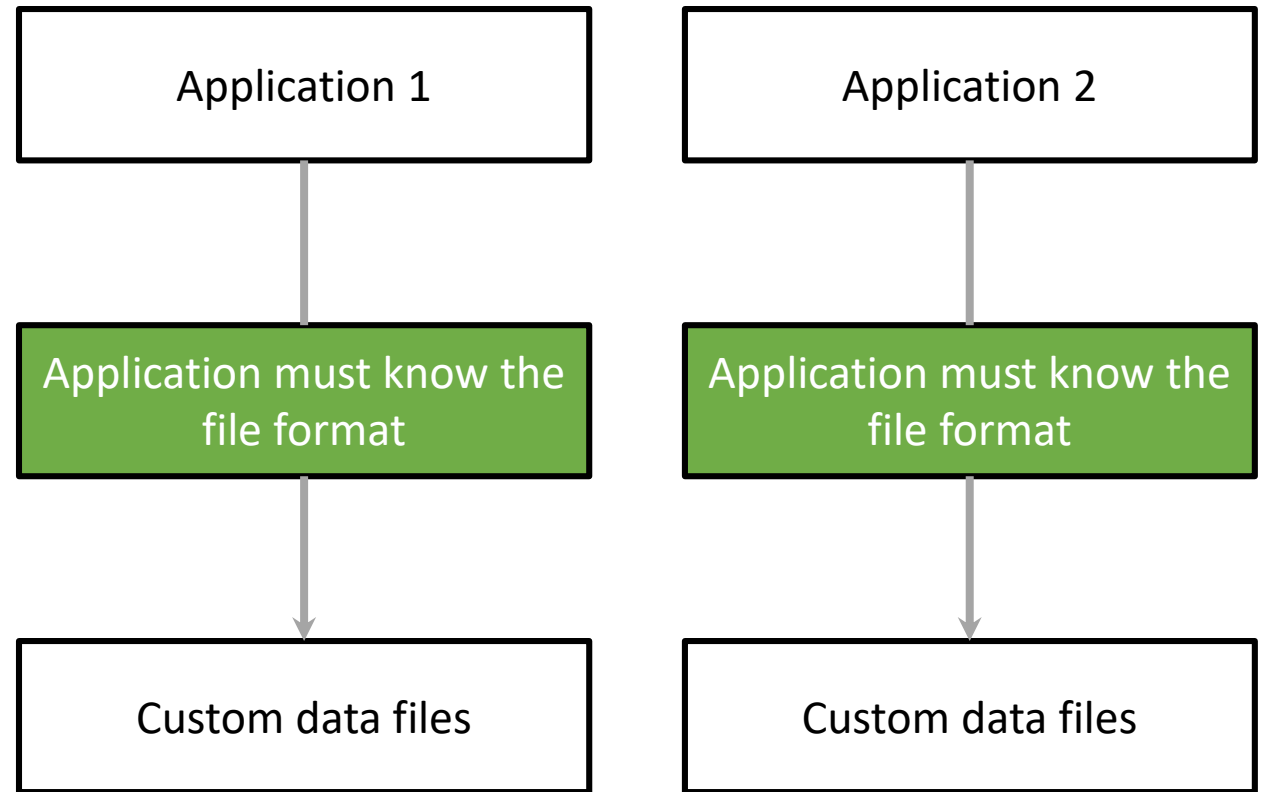 Application 1
Application 2
Application must know the
file format
Application must know the
file format
Custom data files
Custom data files